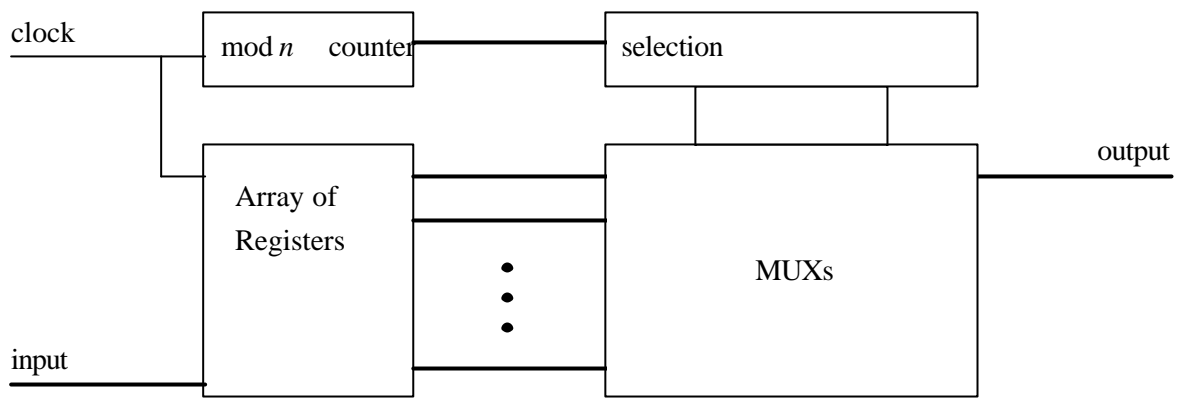 clock
mod n counter
selection
output
Array of
Registers
MUXs
input